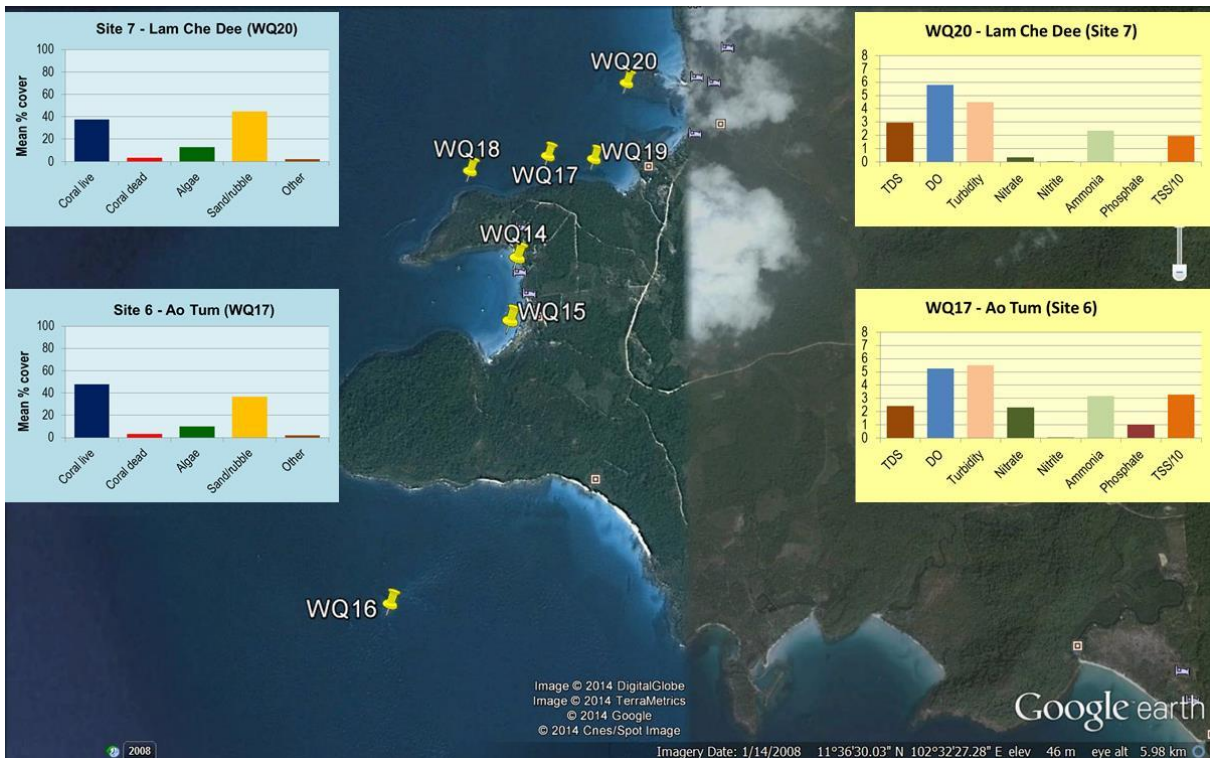 Site 7 - Lam Che Dee (WQ20)
Mean % cover
100
80
60
40
20
0
Coral live
Coral dead
Algae
Sand/rubble
Other
WQ20 - Lam Che Dee (Site 7)
8
7
6
5
4
3
2
1
0
TDS
DO
Turbidity
Nitrate
Nitrite
Ammonia
Phosphate
TSS/10
WQ20
WQ18
WQ17
WQ19
WQ14
WQ15
Site 6 - Ao Tum (WQ17)
Mean % cover
100
80
60
40
20
0
Coral live
Coral dead
Algae
Sand/rubble
Other
WQ17 - Ao Tum (Site 6)
8
7
6
5
4
3
2
1
0
TDS
DO
Turbidity
Nitrate
Nitrite
Ammonia
Phosphate
TSS/10
WQ16
Image © 2014 DigitalGlobe
Image © 2014 TerraMetrics
© 2014 Google
© 2014 Cnes/Spot Image
Google earth
2008
Imagery Date: 1/14/2008 11°36'30.03" N 102°32'27.28" E elev 46 m eye alt 5.98 km